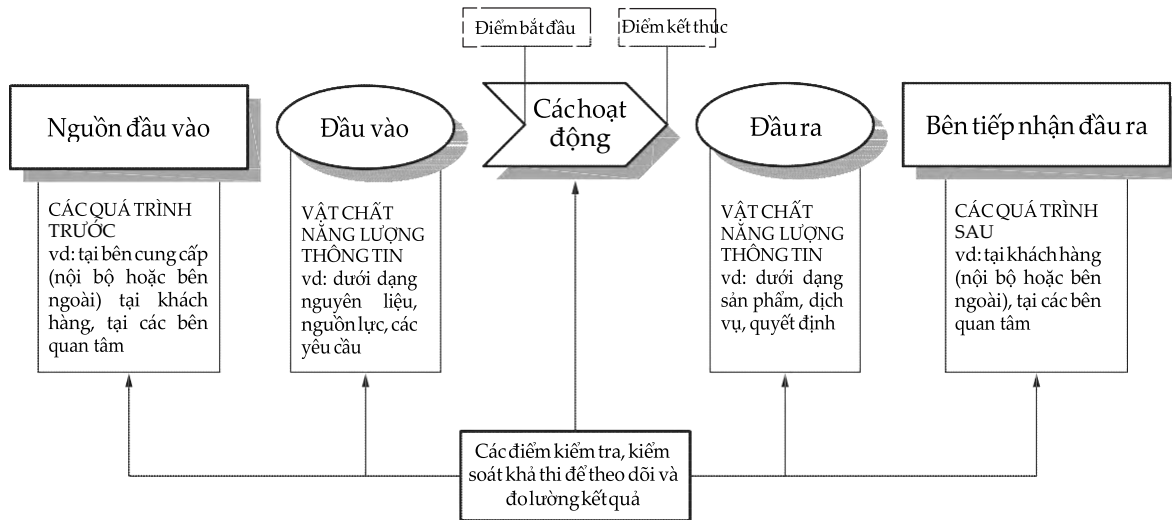 Điểm bắt đầu
Điểm kết thúc
Nguồn đầu vào
Đầu vào
Các hoạt
động
Đầu ra
Bên tiếp nhận đầu ra
CÁC QUÁ TRÌNH
TRƯỚC
vd: tại bên cung cấp
(nội bộ hoặc bên
ngoài) tại khách
hàng, tại các bên
quan tâm
VẬT CHẤT
NĂNG LƯỢNG
THÔNG TIN
vd: dưới dạng
nguyên liệu,
nguồn lực, các
yêu cầu
VẬT CHẤT
NĂNG LƯỢNG
THÔNG TIN
vd: dưới dạng
sản phẩm, dịch
vụ, quyết định
CÁC QUÁ TRÌNH
SAU
vd: tại khách hàng
(nội bộ hoặc bên
ngoài), tại các bên
quan tâm
Các điểm kiểm tra, kiểm
soát khả thi để theo dõi và
đo lường kết quả